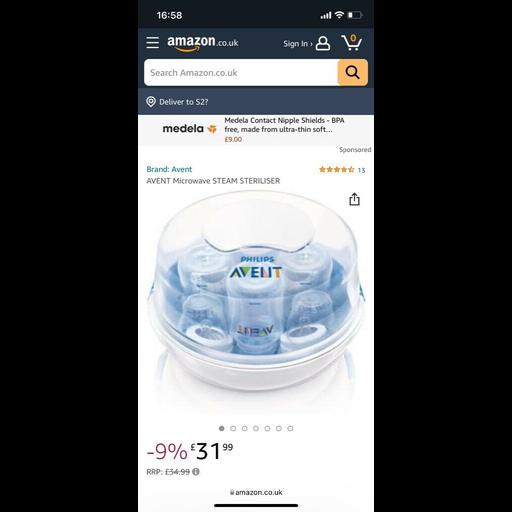 16:58
amazon.co.uk
Sign In ›
0
Search Amazon.co.uk
Deliver to S2?
medela
Medela Contact Nipple Shields - BPA
free, made from ultra-thin soft...
£9.00
Sponsored
Brand: Avent
13
AVENT Microwave STEAM STERILISER
PHILIPS
AVENT
AVENT
-9% £31 99
RRP: £34.99
amazon.co.uk